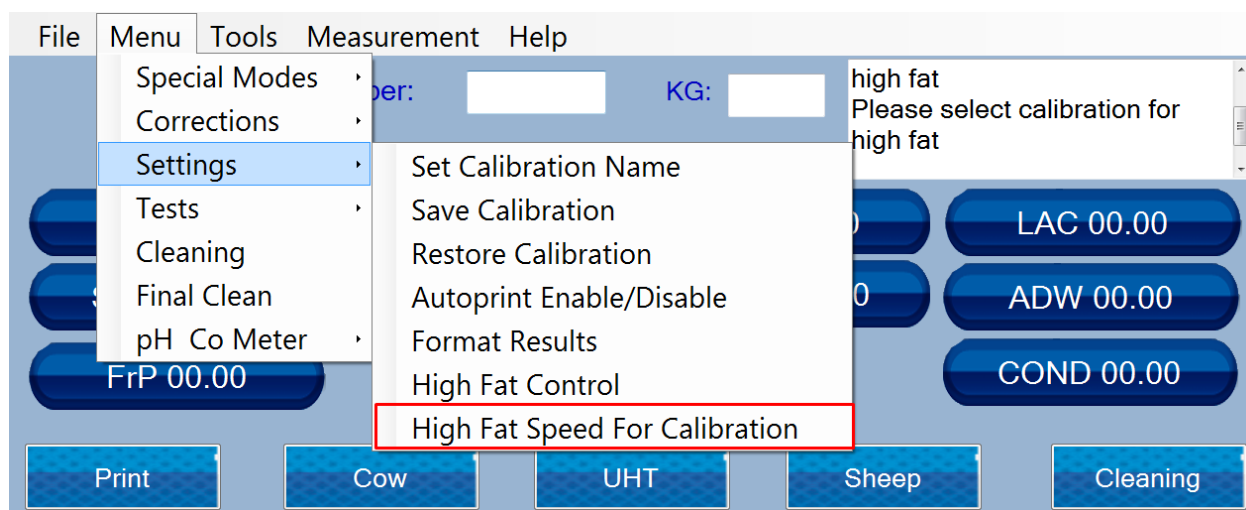 File Menu Tools Measurement Help
Special Modes
KG:
high fat
Please select calibration for
high fat
Corrections
Settings
Set Calibration Name
Tests
Save Calibration
LAC 00.00
Cleaning
Restore Calibration
Final Clean
Autoprint Enable/Disable
ADW 00.00
pH Co Meter
Format Results
FrP 00.00
High Fat Control
COND 00.00
High Fat Speed For Calibration
Print Cow UHT Sheep Cleaning